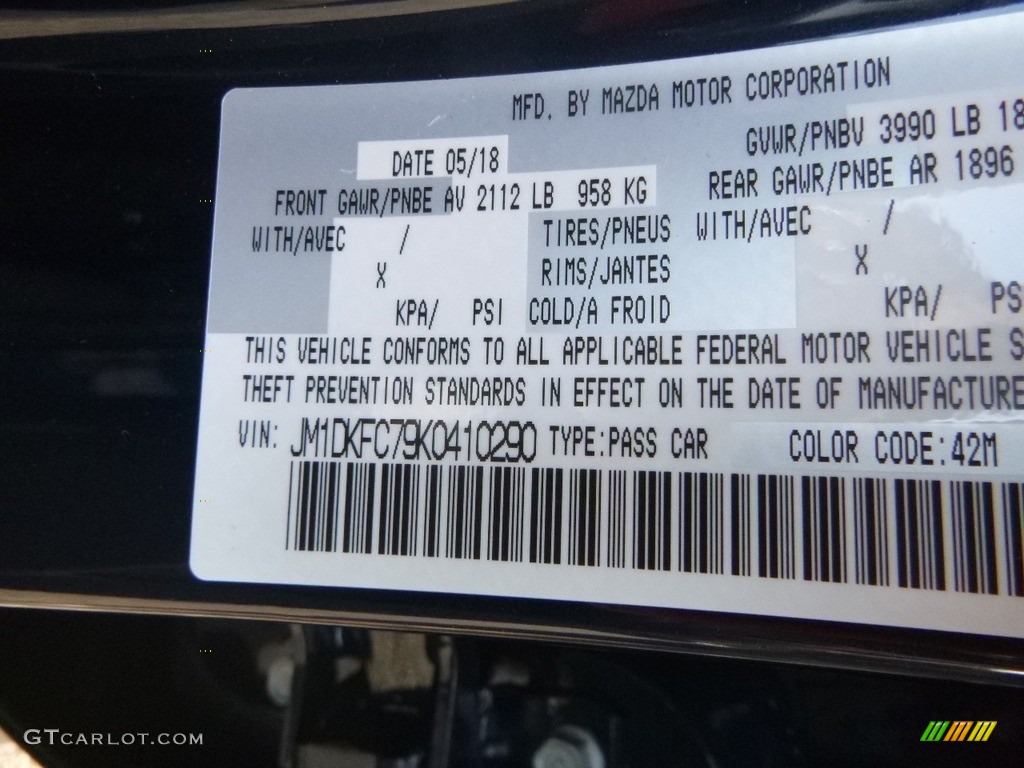 MFD. BY MAZDA MOTOR CORPORATION
DATE 05/18 GVWR/PNBV 3990 LB 18
FRONT GAWR/PNBE AV 2112 LB 958 KG REAR GAWR/PNBE AR 1896
WITH/AVEC / TIRES/PNEUS WITH/AVEC /
X RIMS/JANTES X
KPA/ PSI COLD/A FROID KPA/ PS
THIS VEHICLE CONFORMS TO ALL APPLICABLE FEDERAL MOTOR VEHICLE S
THEFT PREVENTION STANDARDS IN EFFECT ON THE DATE OF MANUFACTURE
VIN: JM1DKFC79K0410290 TYPE:PASS CAR COLOR CODE:42M
GTCARLOT.COM